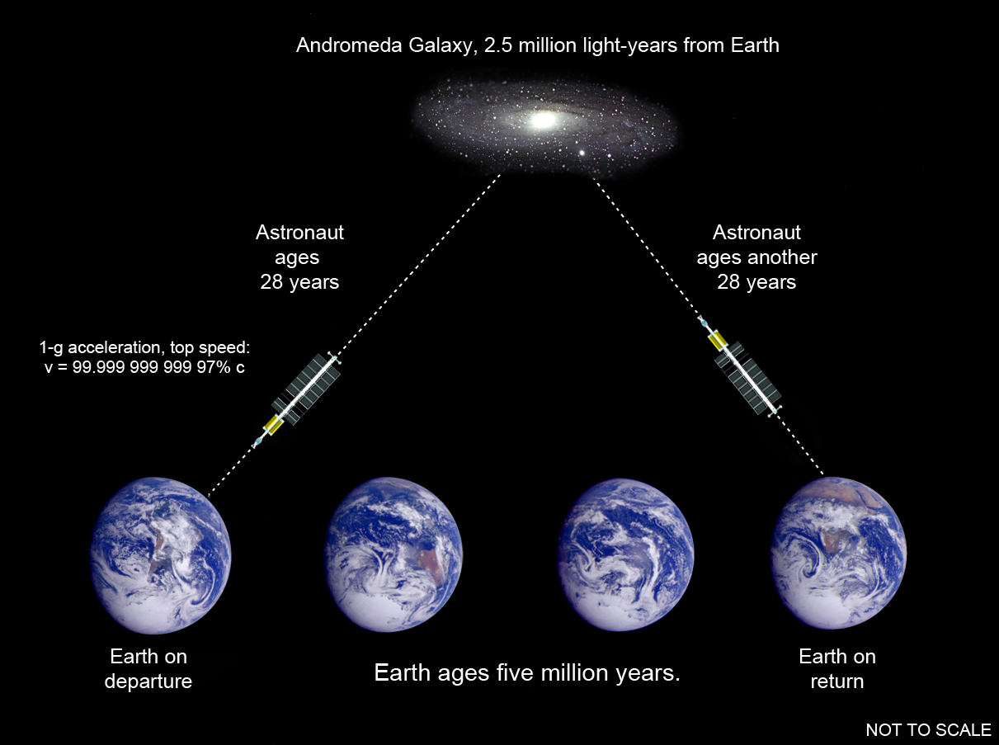 Andromeda Galaxy, 2.5 million light-years from Earth
Astronaut
ages
28 years
Astronaut
ages another
28 years
1-g acceleration, top speed:
v = 99.999 999 999 97% c
Earth on
departure
Earth ages five million years.
Earth on
return
NOT TO SCALE